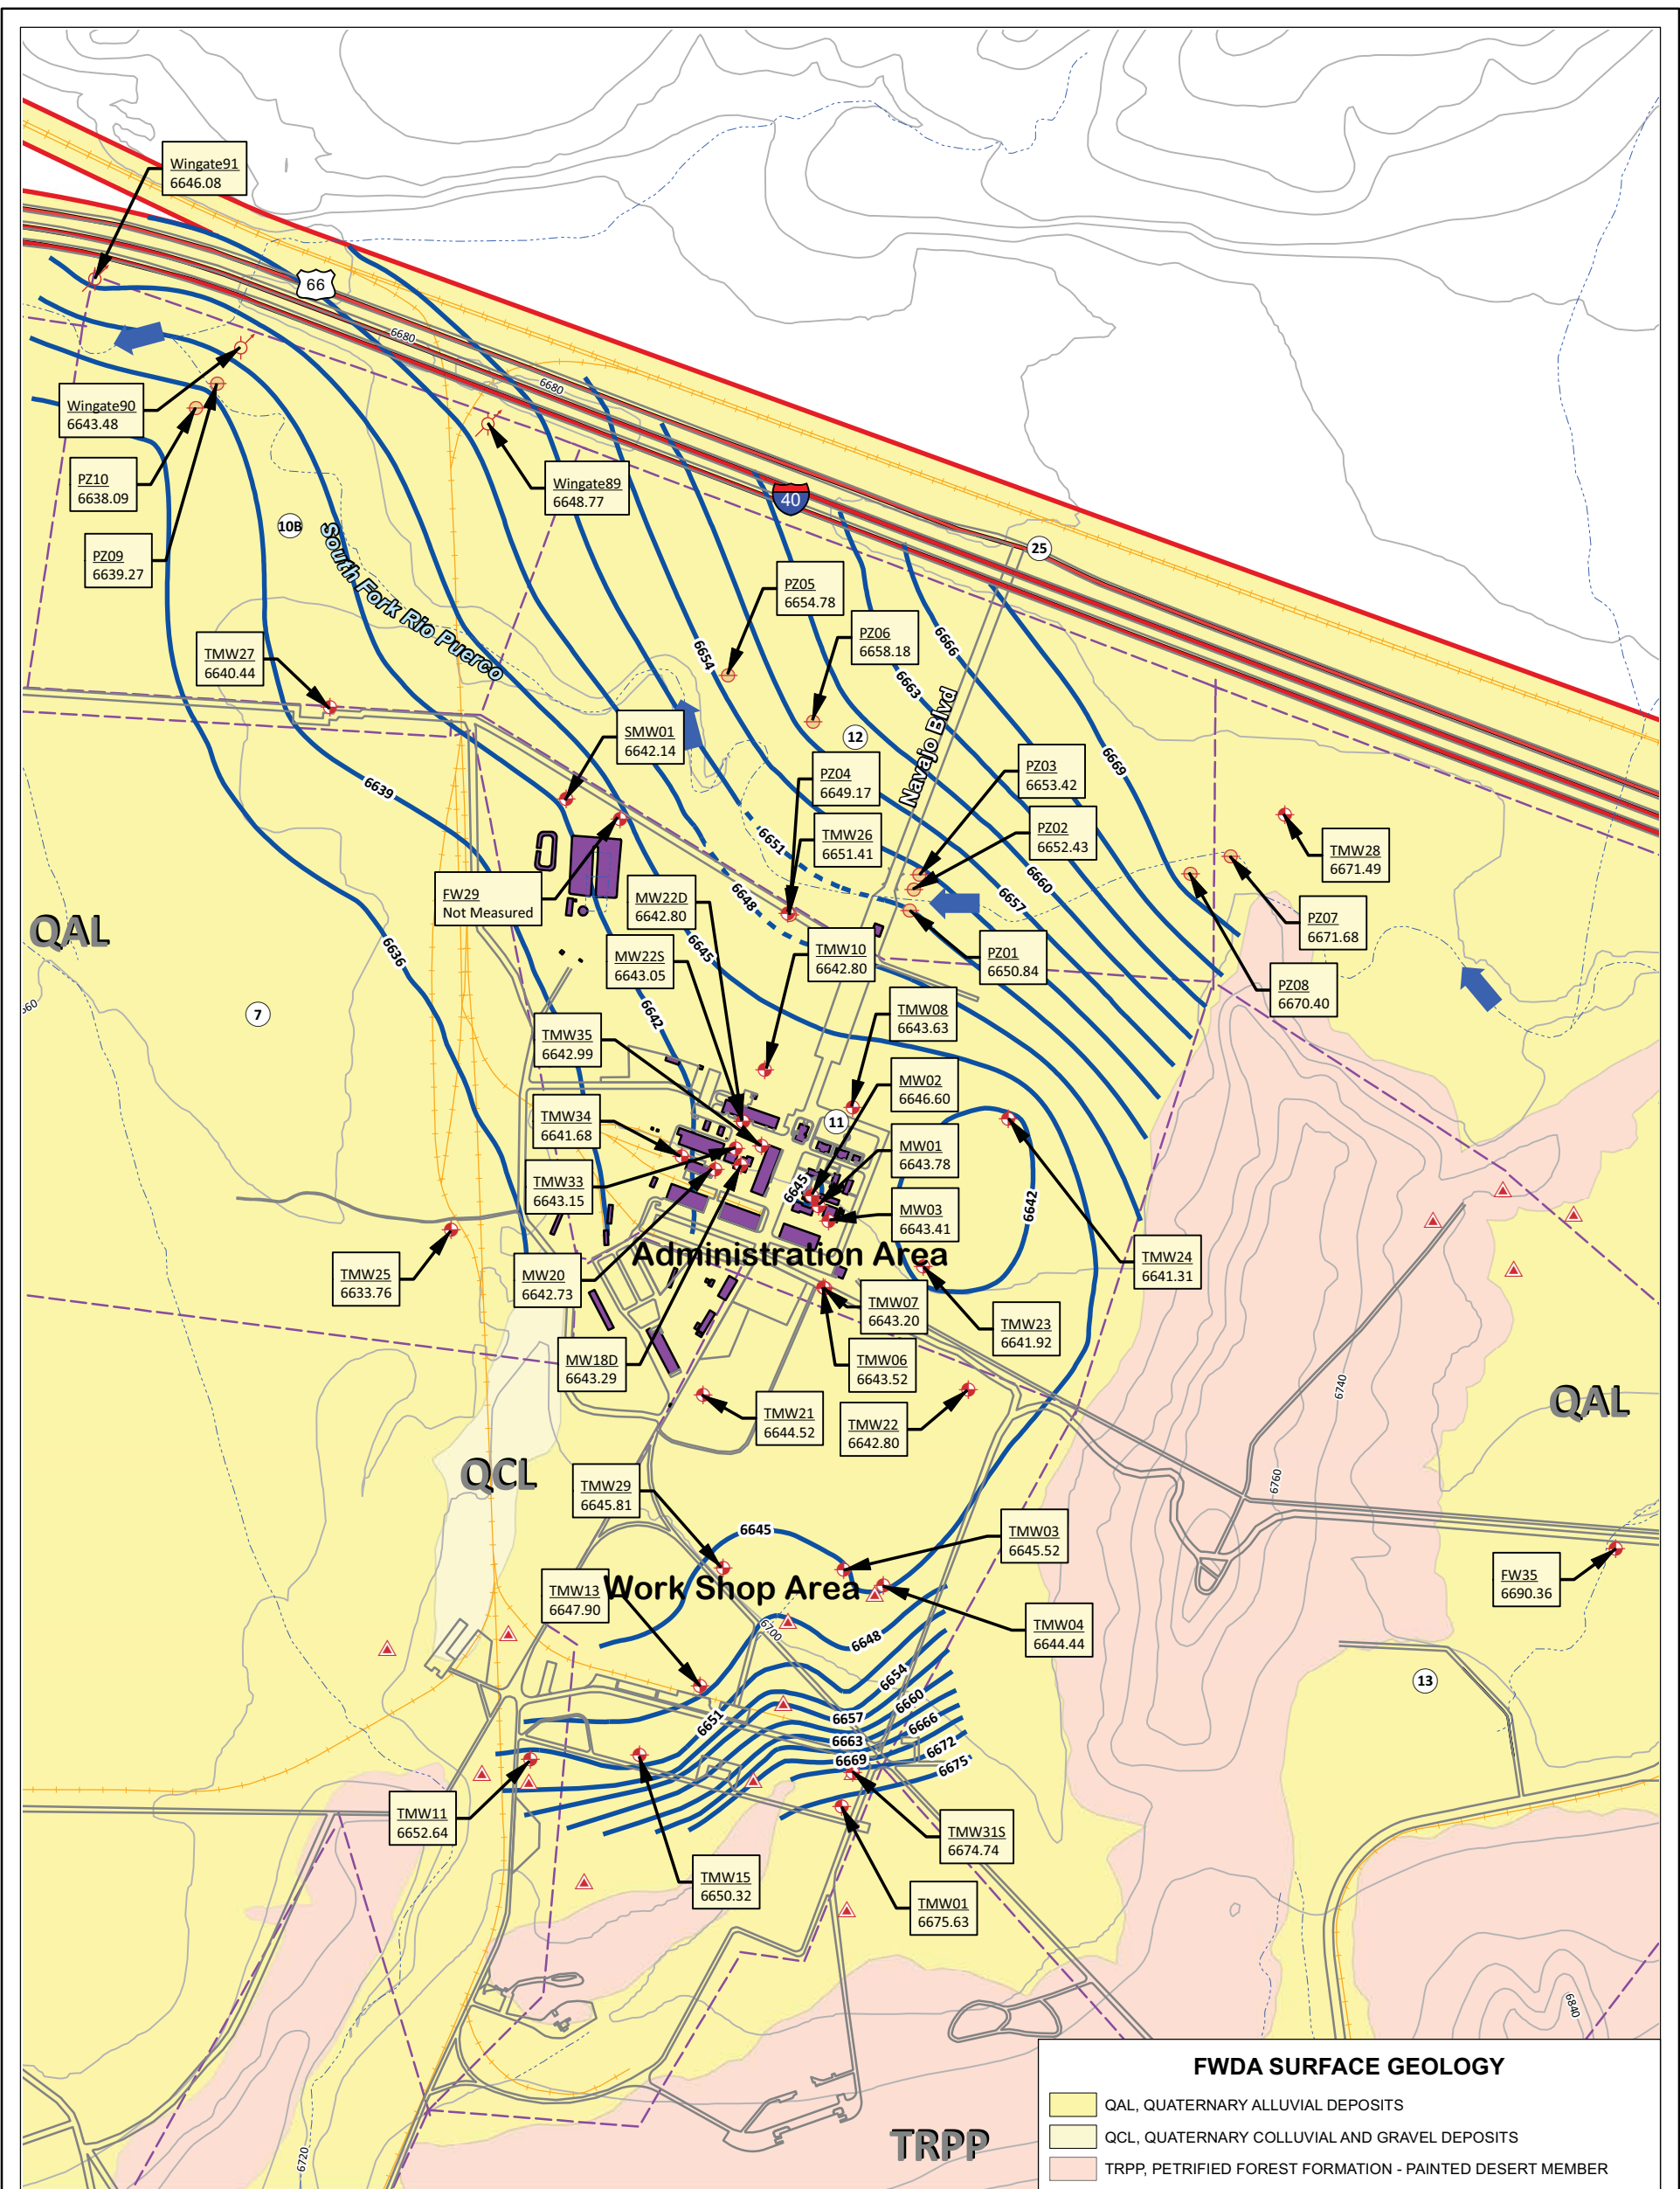 Wingate91
6646.08
66
6680
6680
Wingate90
6643.48
Wingate89
6648.77
40
PZ10
6638.09
10B
South Fork Rio Puerco
25
PZ09
6639.27
PZ05
6654.78
PZ06
6658.18
6666
TMW27
6640.44
6654
6663
Navajo Blvd
SMW01
6642.14
12
6669
PZ04
6649.17
PZ03
6653.42
6639
TMW26
6651.41
PZ02
6652.43
6651
TMW28
6671.49
FW29
Not Measured
MW22D
6642.80
6648
6660
6657
PZ07
6671.68
QAL
6636
MW22S
6643.05
6645
TMW10
6642.80
PZ01
6650.84
PZ08
6670.40
7
6642
TMW08
6643.63
TMW35
6642.99
MW02
6646.60
TMW34
6641.68
11
MW01
6643.78
TMW33
6643.15
6645
MW03
6643.41
6642
Administration Area
TMW25
6633.76
MW20
6642.73
TMW24
6641.31
TMW07
6643.20
TMW23
6641.92
MW18D
6643.29
TMW06
6643.52
6740
QAL
TMW21
6644.52
TMW22
6642.80
QCL
6760
TMW29
6645.81
6645
TMW03
6645.52
FW35
6690.36
Work Shop Area
TMW13
6647.90
6700
6648
TMW04
6644.44
6654
13
6660
6651
6657
6666
6663
6672
6669
6675
TMW11
6652.64
TMW31S
6674.74
TMW15
6650.32
TMW01
6675.63
6840
FWDA SURFACE GEOLOGY
QAL, QUATERNARY ALLUVIAL DEPOSITS
QCL, QUATERNARY COLLUVIAL AND GRAVEL DEPOSITS
TRPP
6720
TRPP, PETRIFIED FOREST FORMATION - PAINTED DESERT MEMBER